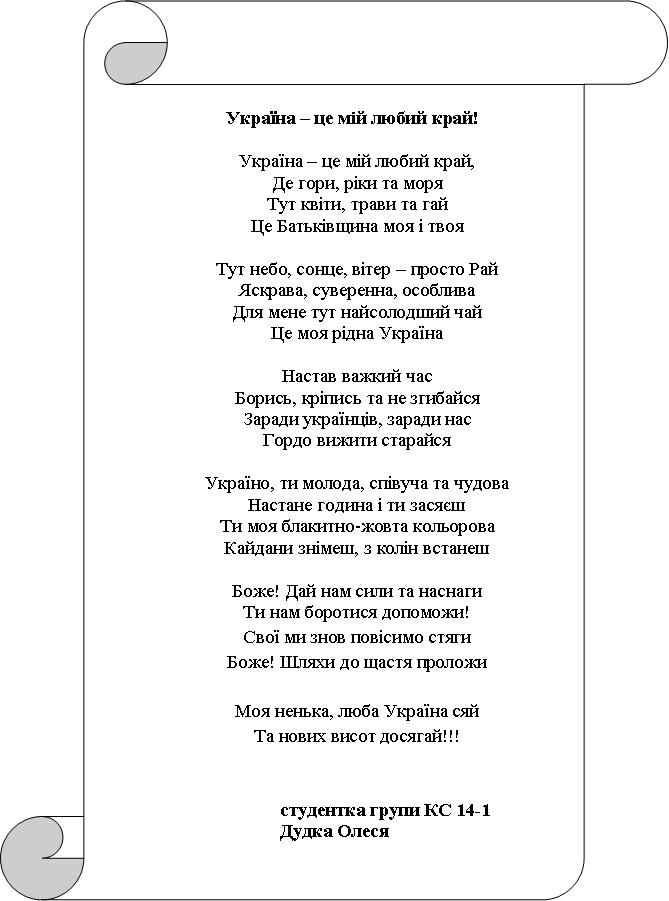 Україна – це мій любий край!
Україна – це мій любий край,
Де гори, ріки та моря
Тут квіти, трави та гай
Це Батьківщина моя і твоя
Тут небо, сонце, вітер – просто Рай
Яскрава, суверенна, особлива
Для мене тут найсолодший чай
Це моя рідна Україна
Настав важкий час
Борись, кріпись та не згибайся
Заради українців, заради нас
Гордо вижити старайся
Україно, ти молода, співуча та чудова
Настане година і ти засяєш
Ти моя блакитно-жовта кольорова
Кайдани знімеш, з колін встанеш
Боже! Дай нам сили та наснаги
Ти нам боротися допоможи!
Свої ми знов повісимо стяги
Боже! Шляхи до щастя проложи
Моя ненька, люба Україна сяй
Та нових висот досягай!!!
студентка групи КС 14-1
Дудка Олеся